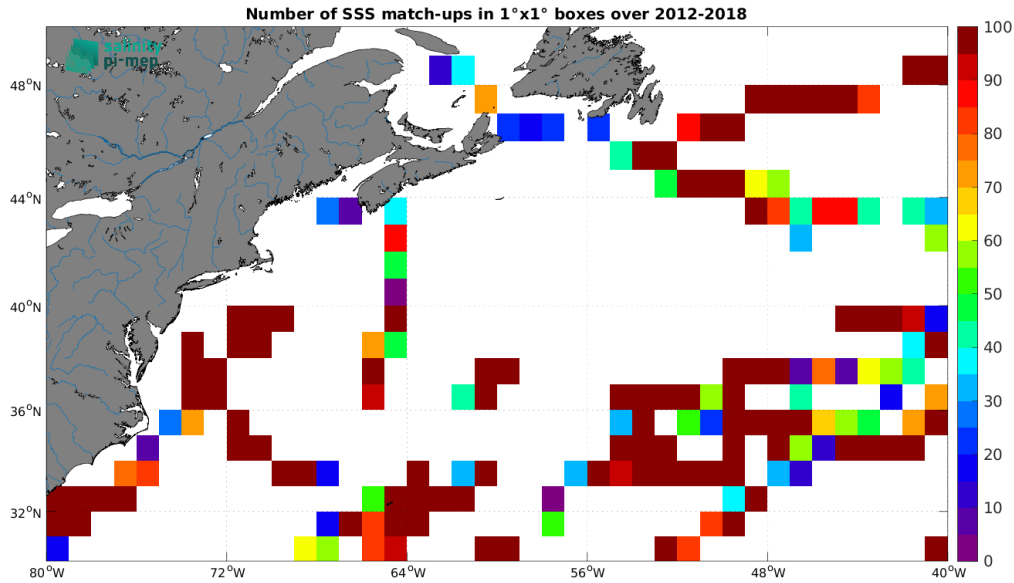 Number of SSS match-ups in 1°x1° boxes over 2012-2018
salinity
pi-mep
48°N
44°N
40°N
36°N
32°N
80°W 72°W 64°W 56°W 48°W 40°W
100
90
80
70
60
50
40
30
20
10
0